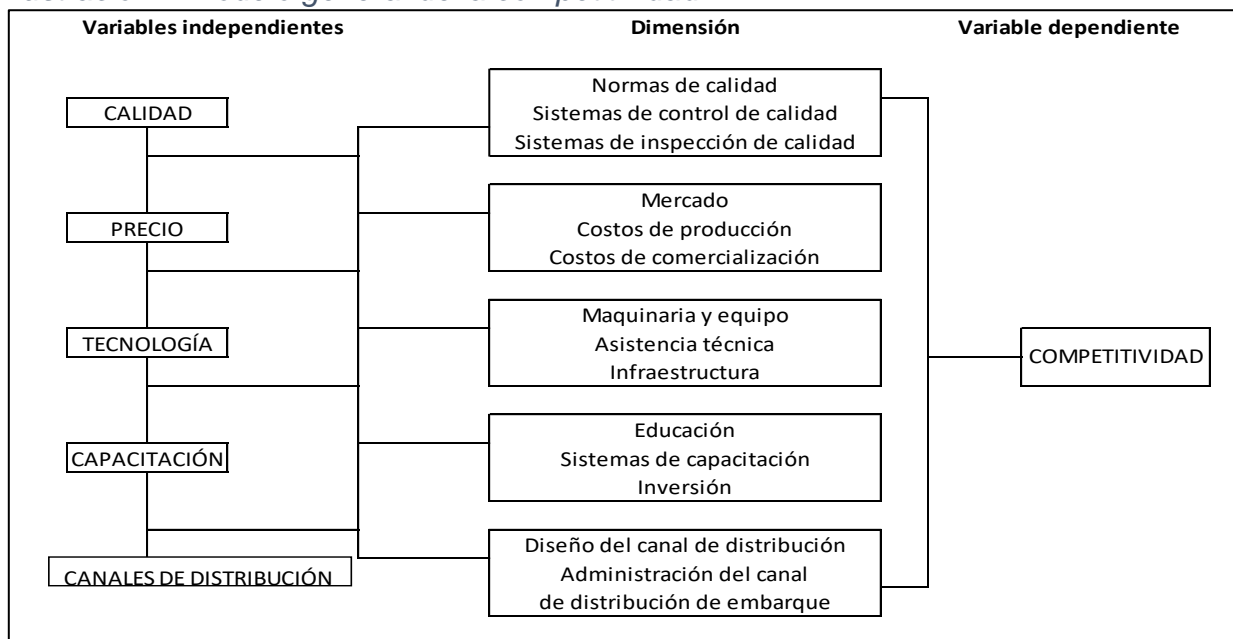 Variables independientes
Dimensión
Variable dependiente
CALIDAD
Normas de calidad
Sistemas de control de calidad
Sistemas de inspección de calidad
PRECIO
Mercado
Costos de producción
Costos de comercialización
TECNOLOGÍA
Maquinaria y equipo
Asistencia técnica
Infraestructura
COMPETITIVIDAD
CAPACITACIÓN
Educación
Sistemas de capacitación
Inversión
CANALES DE DISTRIBUCIÓN
Diseño del canal de distribución
Administración del canal
de distribución de embarque